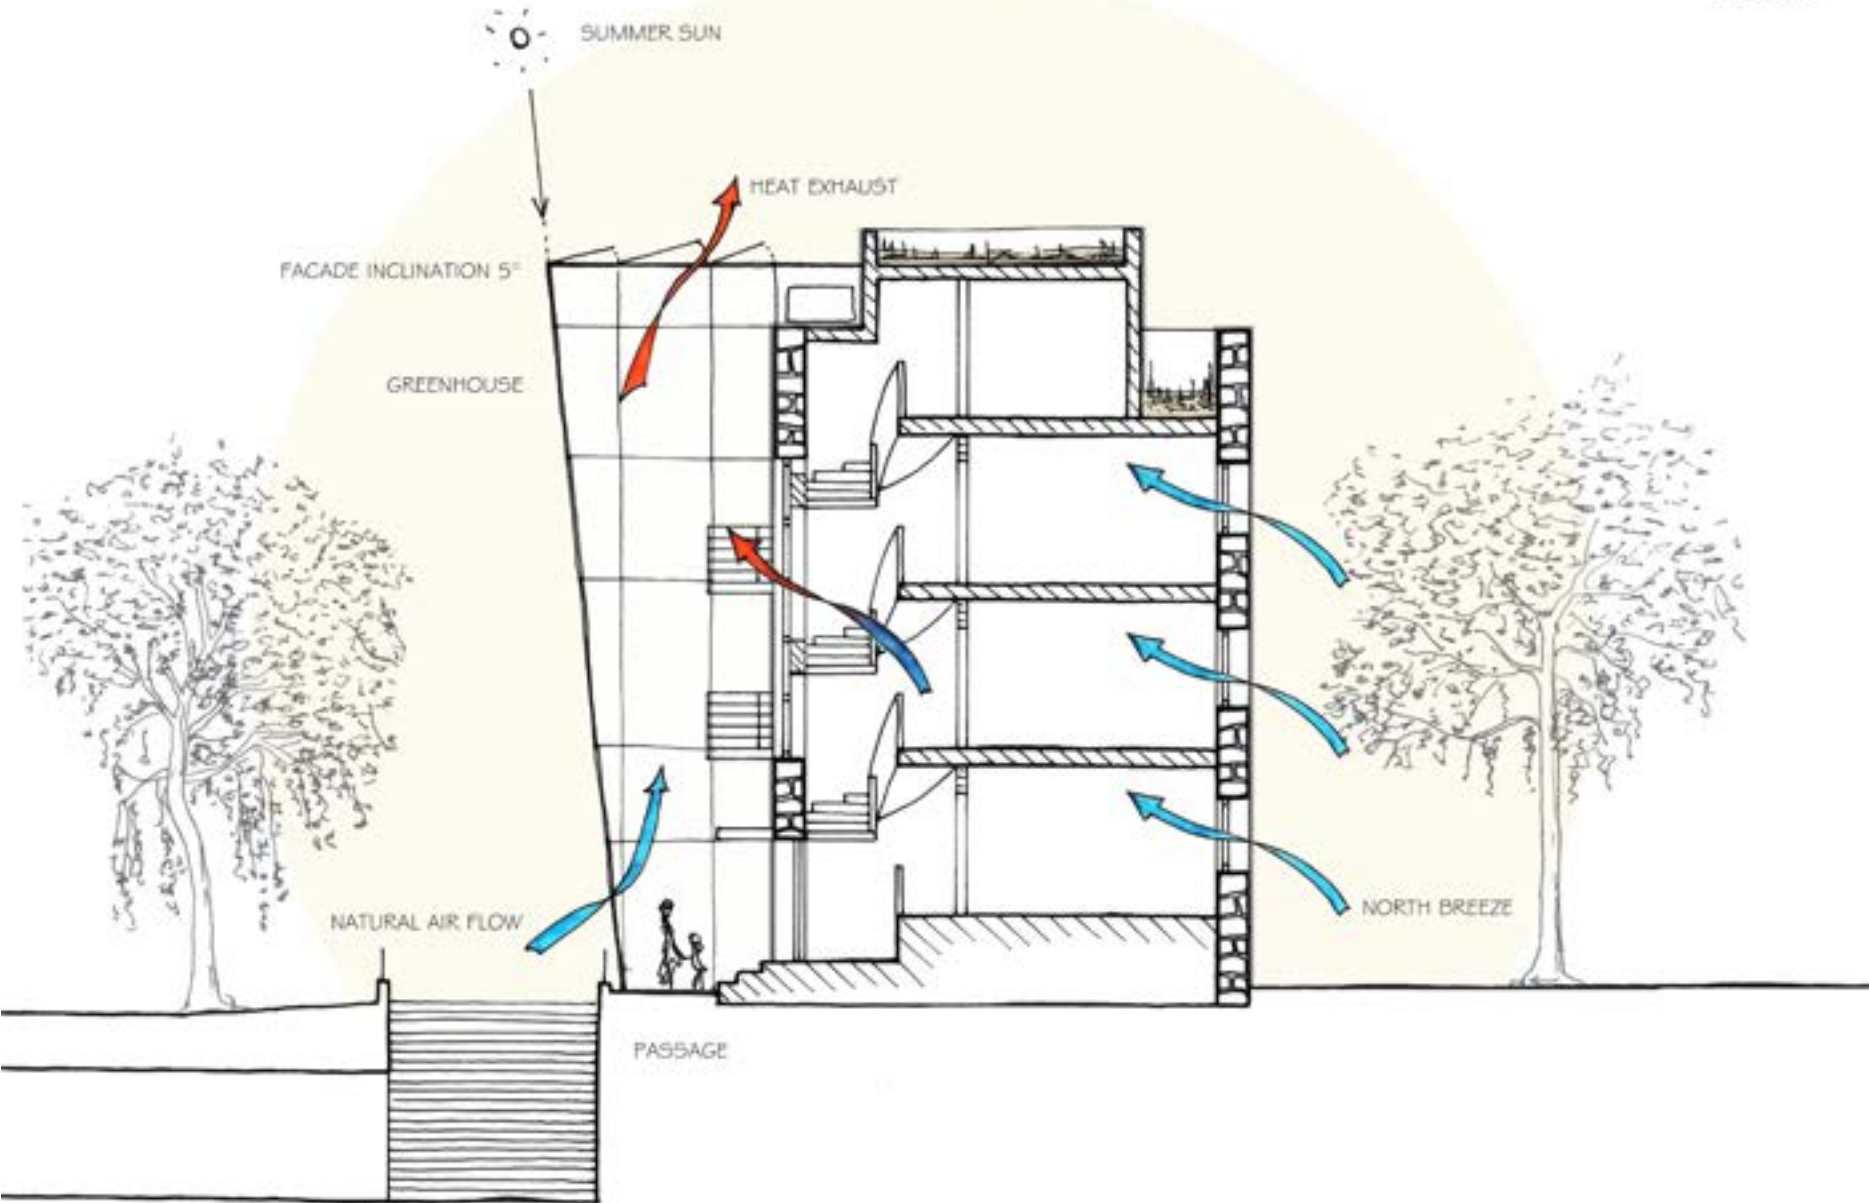 SUMMER SUN
HEAT EXHAUST
FACADE INCLINATION 5°
GREENHOUSE
NATURAL AIR FLOW
NORTH BREEZE
PASSAGE